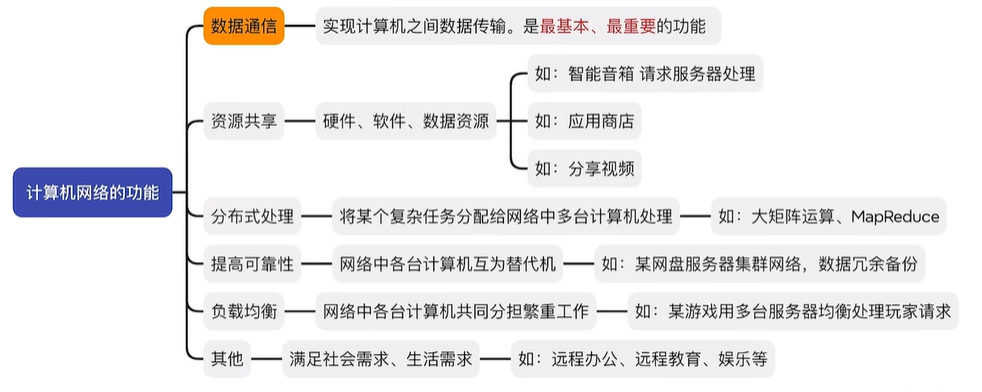 计算机网络的功能
数据通信
实现计算机之间数据传输。是最基本、最重要的功能
资源共享
硬件、软件、数据资源
如：智能音箱 请求服务器处理
如：应用商店
如：分享视频
分布式处理
将某个复杂任务分配给网络中多台计算机处理
如：大矩阵运算、MapReduce
提高可靠性
网络中各台计算机互为替代机
如：某网盘服务器集群网络，数据冗余备份
负载均衡
网络中各台计算机共同分担繁重工作
如：某游戏用多台服务器均衡处理玩家请求
其他
满足社会需求、生活需求
如：远程办公、远程教育、娱乐等